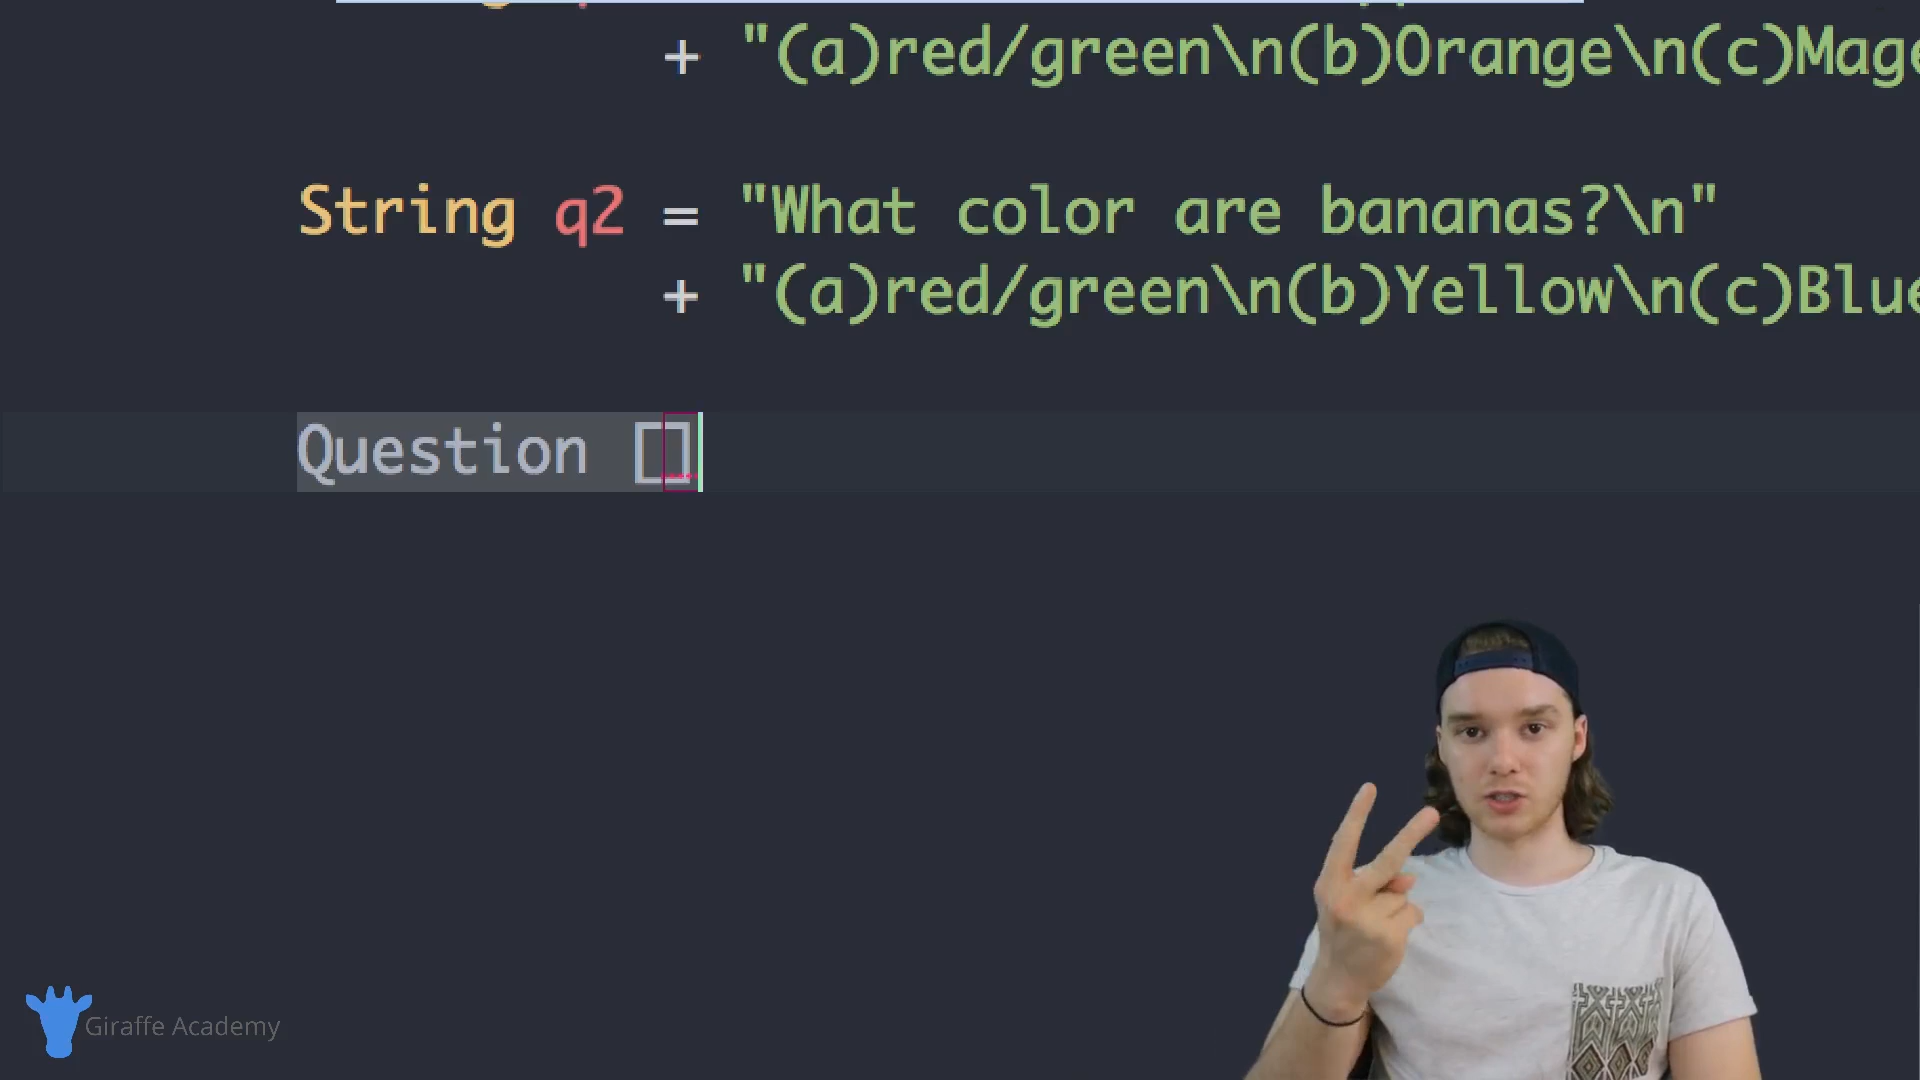 + "(a)red/green\n(b)Orange\n(c)Mage
String q2 = "What color are bananas?\n"
+ "(a)red/green\n(b)Yellow\n(c)Blue
Question []
Giraffe Academy